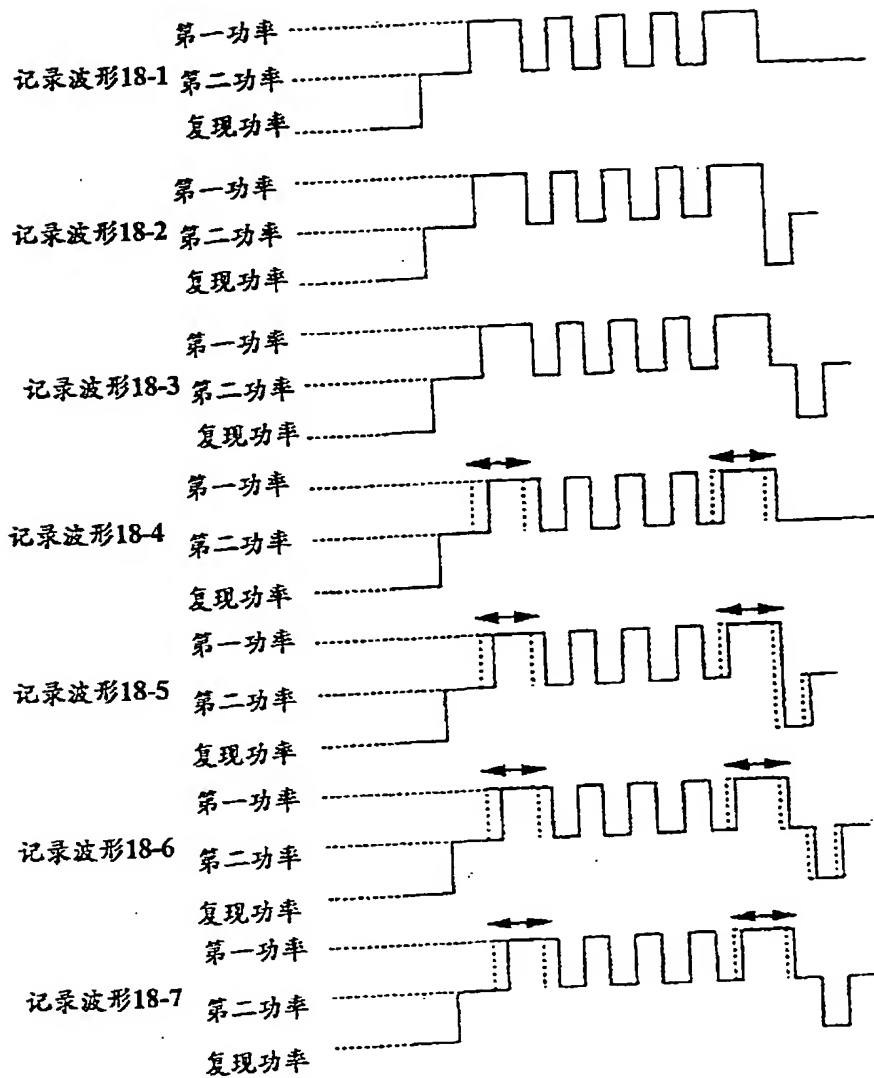 第一功率
记录波形18-1 第二功率
复现功率
第一功率
记录波形18-2 第二功率
复现功率
第一功率
记录波形18-3 第二功率
复现功率
第一功率
记录波形18-4 第二功率
复现功率
第一功率
记录波形18-5 第二功率
复现功率
第一功率
记录波形18-6 第二功率
复现功率
第一功率
记录波形18-7 第二功率
复现功率